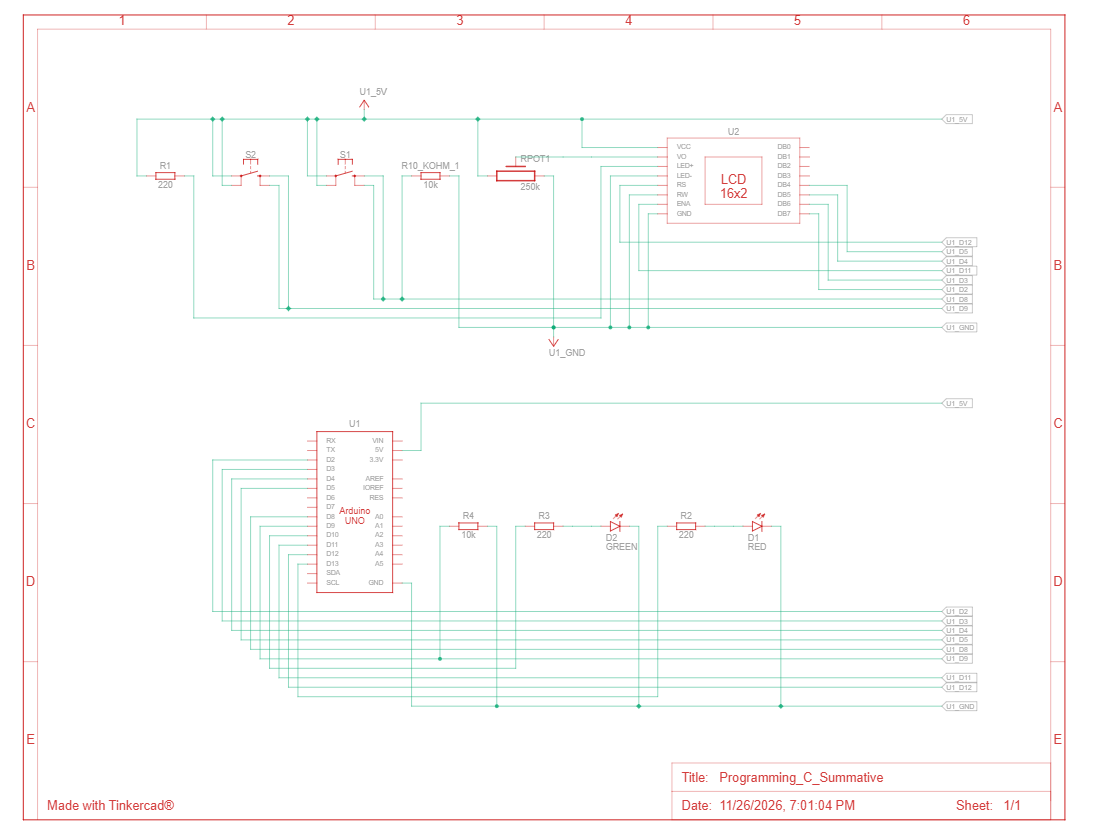 1 2 3 4 5 6
A A
U1_5V
U1_5V
U2
VCC DB0
VO DB1
LED+ DB2
LED- DB3
RS DB4
RW DB5
ENA DB6
GND DB7
LCD
16x2
R1
220
S2
S1
R10_KOHM_1
10k
RPOT1
250k
B B
U1_D12
U1_D5
U1_D4
U1_D11
U1_D3
U1_D2
U1_D8
U1_D9
U1_GND
U1_GND
U1_5V
C C
U1
RX VIN
TX 5V
D2 3.3V
D3
D4 AREF
D5 IOREF
D6 RES
D7
D8 A0
D9 A1
D10 A2
D11 A3
D12 A4
D13 A5
SDA
SCL GND
Arduino
UNO
R4
10k
R3
220
D2
GREEN
R2
220
D1
RED
D D
U1_D2
U1_D3
U1_D4
U1_D5
U1_D8
U1_D9
U1_D11
U1_D12
U1_GND
E E
Title: Programming_C_Summative
Made with Tinkercad®
Date: 11/26/2026, 7:01:04 PM Sheet: 1/1